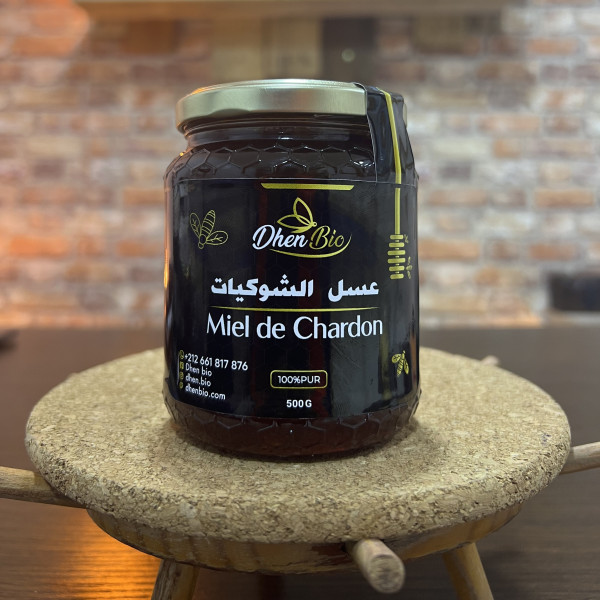 Dhen Bio
عسل الشوكيات
Miel de Chardon
+212 661 817 876
Dhen bio
dhen.bio
dhenbio.com
100%PUR
500G